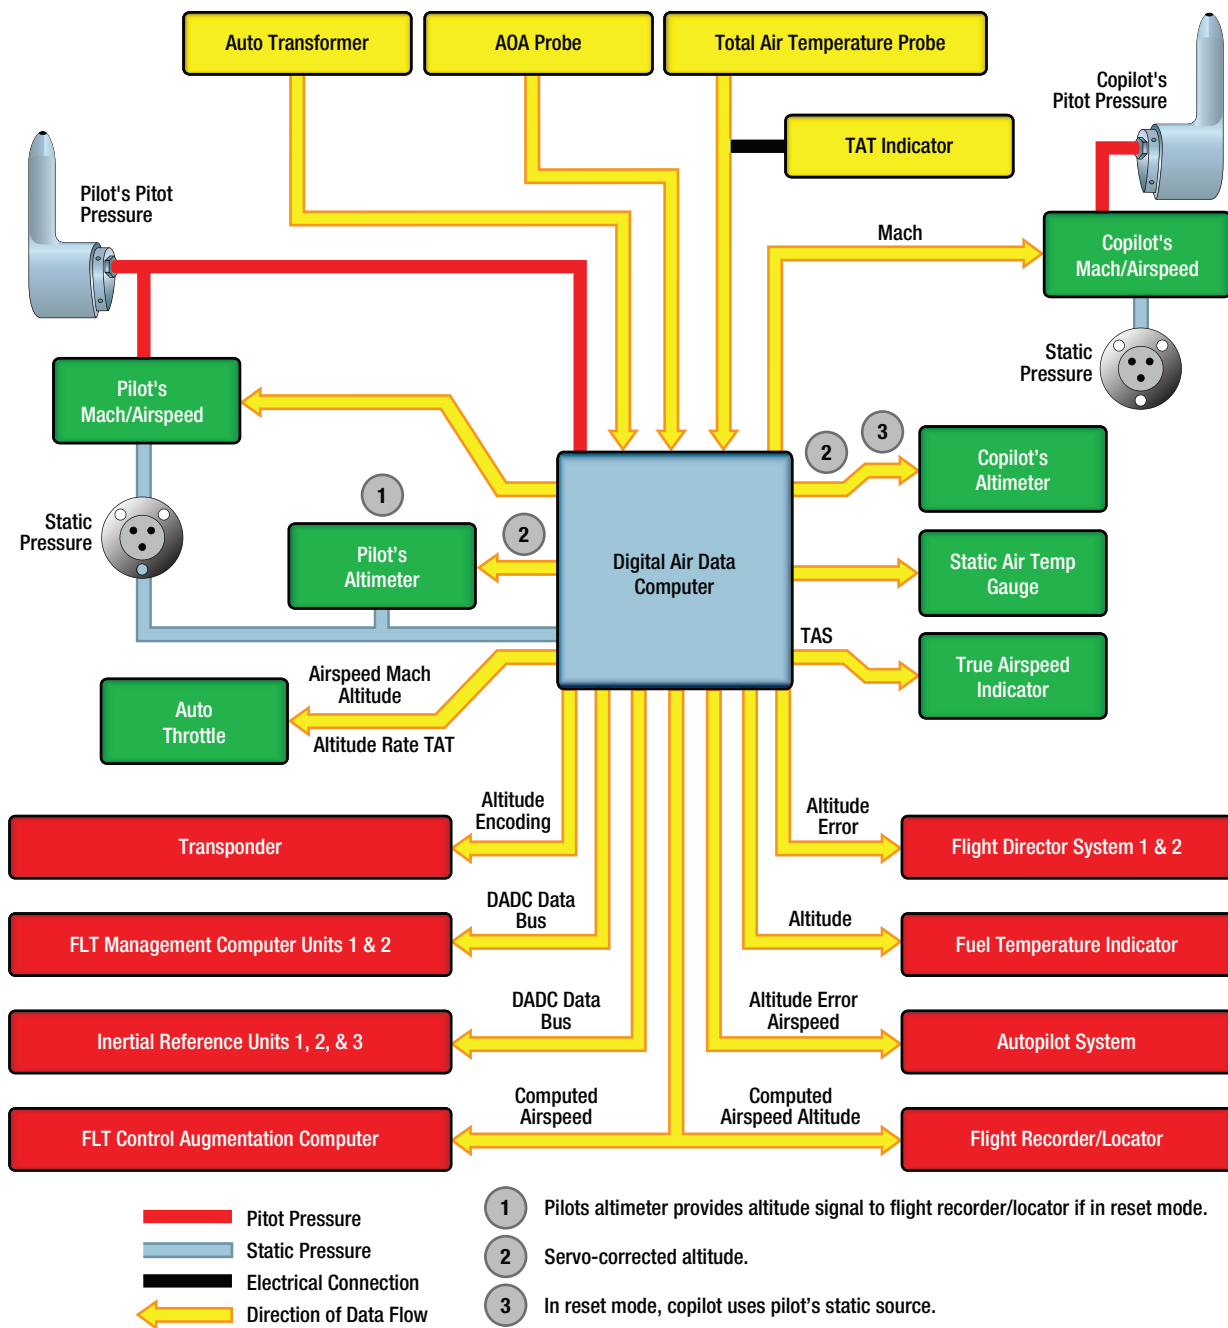 Auto Transformer
AOA Probe
Total Air Temperature Probe
Copilot's
Pitot Pressure
TAT Indicator
Pilot's Pitot
Pressure
Mach
Copilot's
Mach/Airspeed
Static
Pressure
Pilot's
Mach/Airspeed
2
3
Copilot's
Altimeter
1
Static
Pressure
2
Pilot's
Altimeter
Digital Air Data
Computer
Static Air Temp
Gauge
TAS
True Airspeed
Indicator
Airspeed Mach
Altitude
Auto
Throttle
Altitude Rate TAT
Altitude
Encoding
Altitude
Error
Transponder
Flight Director System 1 & 2
DADC Data
Bus
Altitude
FLT Management Computer Units 1 & 2
Fuel Temperature Indicator
DADC Data
Bus
Altitude Error
Airspeed
Inertial Reference Units 1, 2, & 3
Autopilot System
Computed
Airspeed
Computed
Airspeed Altitude
FLT Control Augmentation Computer
Flight Recorder/Locator
Pitot Pressure
Static Pressure
Electrical Connection
Direction of Data Flow
1 Pilots altimeter provides altitude signal to flight recorder/locator if in reset mode.
2 Servo-corrected altitude.
3 In reset mode, copilot uses pilot's static source.